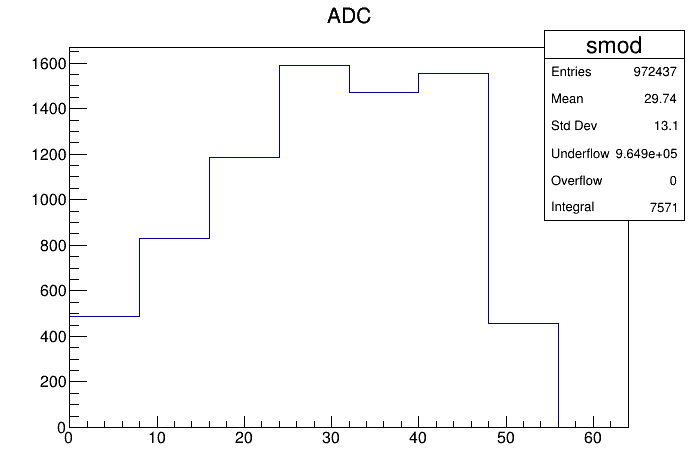 ADC
smod
Entries 972437
Mean 29.74
Std Dev 13.1
Underflow 9.649e+05
Overflow 0
Integral 7571
1600
1400
1200
1000
800
600
400
200
0
0 10 20 30 40 50 60